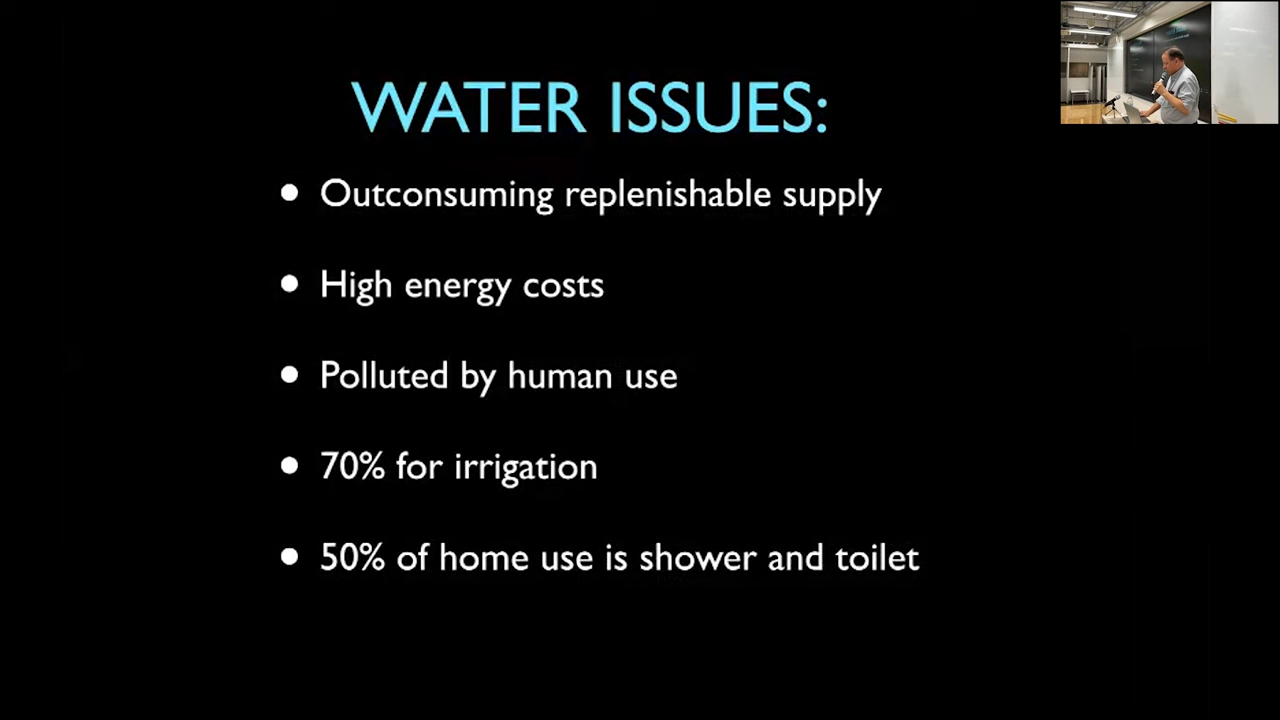 WATER ISSUES:
• Outconsuming replenishable supply
• High energy costs
• Polluted by human use
• 70% for irrigation
• 50% of home use is shower and toilet